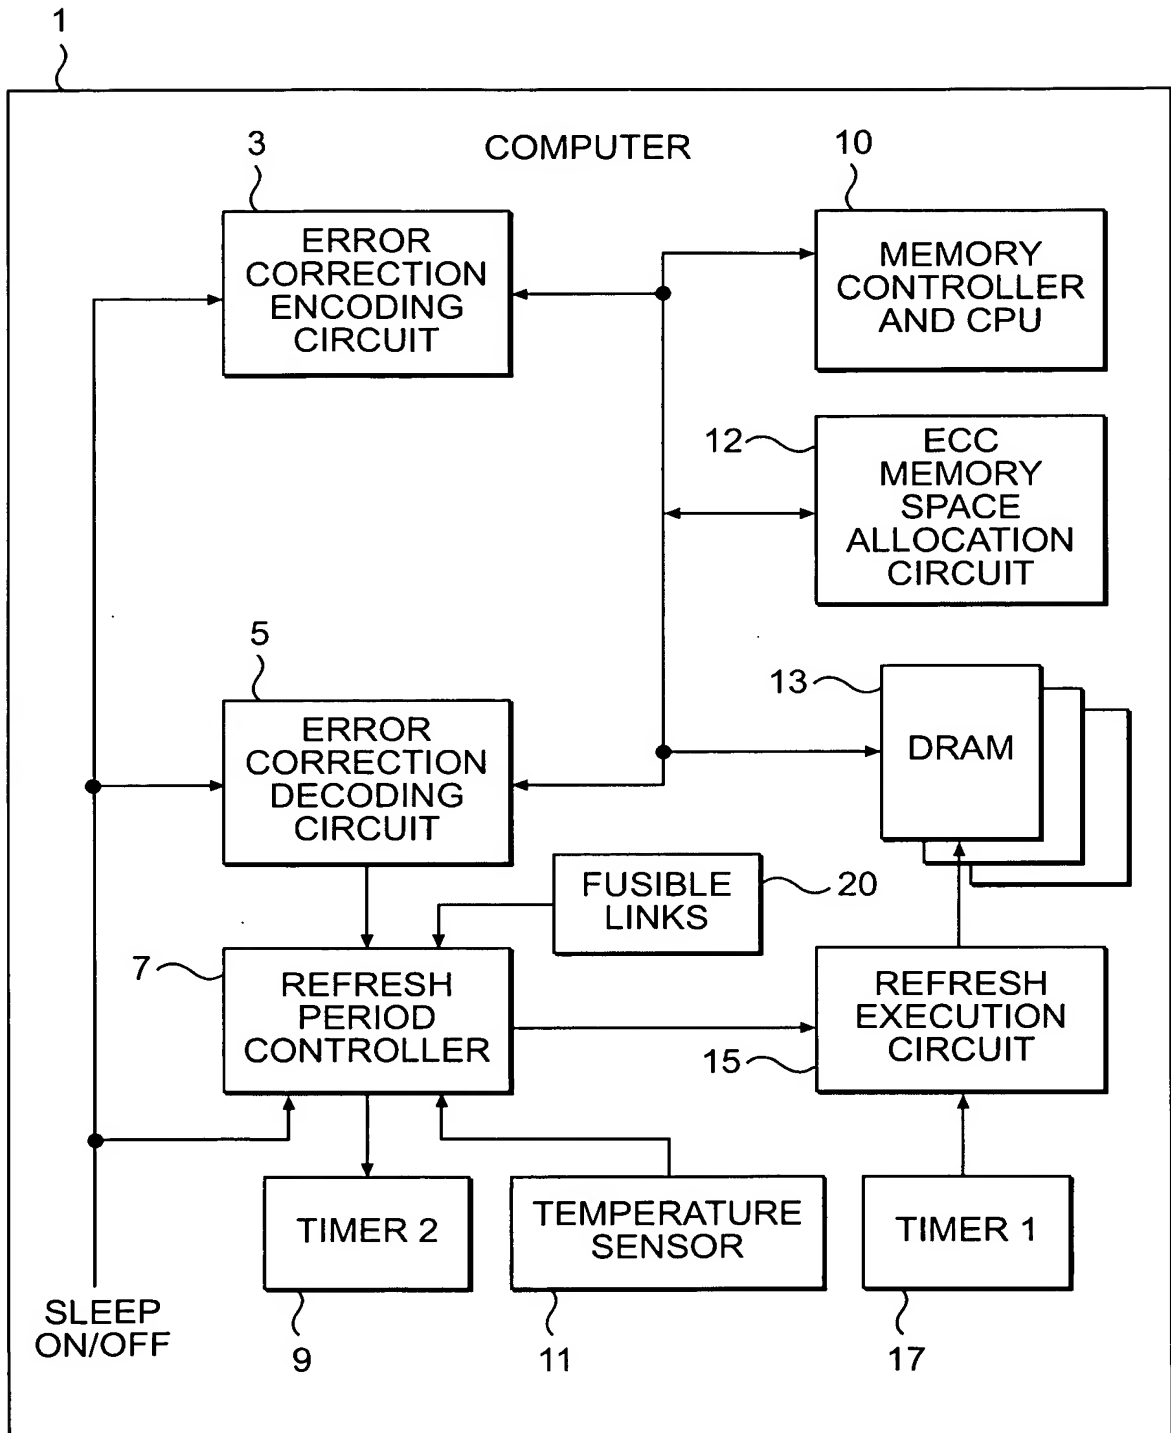 1
COMPUTER
3
10
ERROR
CORRECTION
ENCODING
CIRCUIT
MEMORY
CONTROLLER
AND CPU
12
ECC
MEMORY
SPACE
ALLOCATION
CIRCUIT
5
13
ERROR
CORRECTION
DECODING
CIRCUIT
DRAM
FUSIBLE
LINKS
20
7
REFRESH
PERIOD
CONTROLLER
REFRESH
EXECUTION
CIRCUIT
15
TIMER 2
TEMPERATURE
SENSOR
TIMER 1
SLEEP
ON/OFF
9
11
17